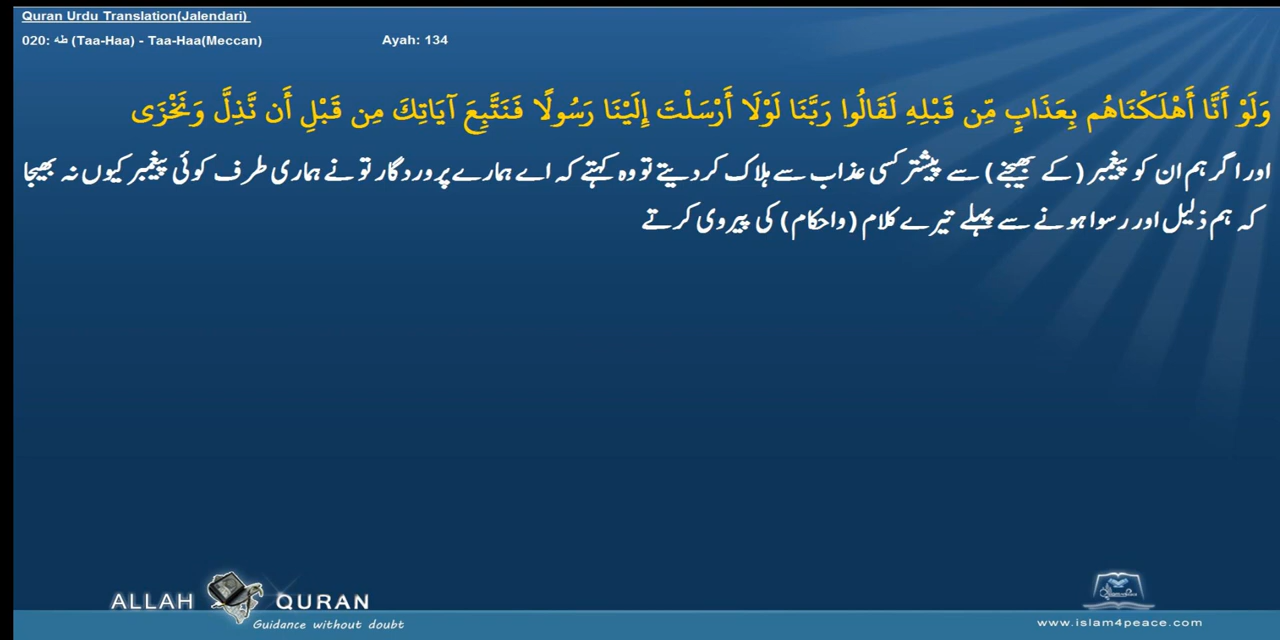 Quran Urdu Translation(Jalendari)
020: طه (Taa-Haa) - Taa-Haa(Meccan) Ayah: 134
وَلَوْ أَنَّا أَهْلَكْنَاهُم بِعَذَابٍ مِّن قَبْلِهِ لَقَالُوا رَبَّنَا لَوْلَا أَرْسَلْتَ إِلَيْنَا رَسُولًا فَنَتَّبِعَ آيَاتِكَ مِن قَبْلِ أَن نَّذِلَّ وَنَخْزَى
اور اگر ہم ان کو پیغمبر (کے بھیجنے) سے پیشتر کسی عذاب سے ہلاک کردیتے تو وہ کہتے کہ اے ہمارے پروردگار تو نے ہماری طرف کوئی پیغمبر کیوں نہ بھیجا
کہ ہم ذلیل اور رسوا ہونے سے پہلے تیرے کلام (واحکام) کی پیروی کرتے
ALLAH QURAN
Guidance without doubt
www.islam4peace.com